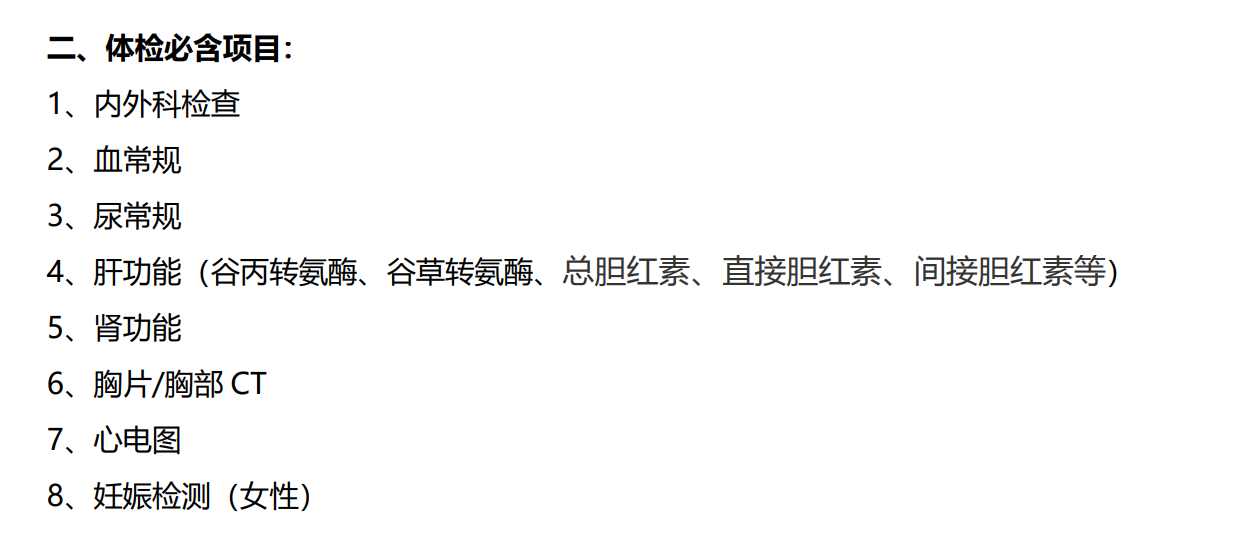 二、体检必含项目：
1、内外科检查
2、血常规
3、尿常规
4、肝功能（谷丙转氨酶、谷草转氨酶、总胆红素、直接胆红素、间接胆红素等）
5、肾功能
6、胸片/胸部 CT
7、心电图
8、妊娠检测（女性）